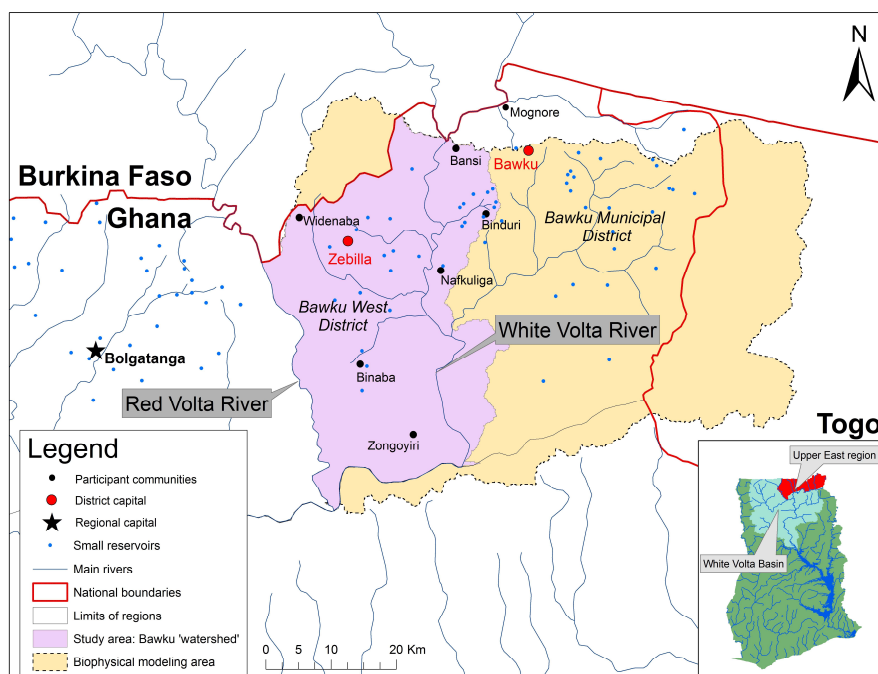 N
Mognore
Bansi
Bawku
Burkina Faso
Ghana
Widenaba
Binduri
Bawku Municipal
District
Zebilla
Nafkuliga
Bawku West
District
White Volta River
Bolgatanga
Binaba
Red Volta River
Zongoyiri
Togo
Legend
Participant communities
District capital
Regional capital
Small reservoirs
Main rivers
National boundaries
Limits of regions
Study area: Bawku 'watershed'
Biophysical modeling area
0 5 10 20 Km
Upper East region
White Volta Basin